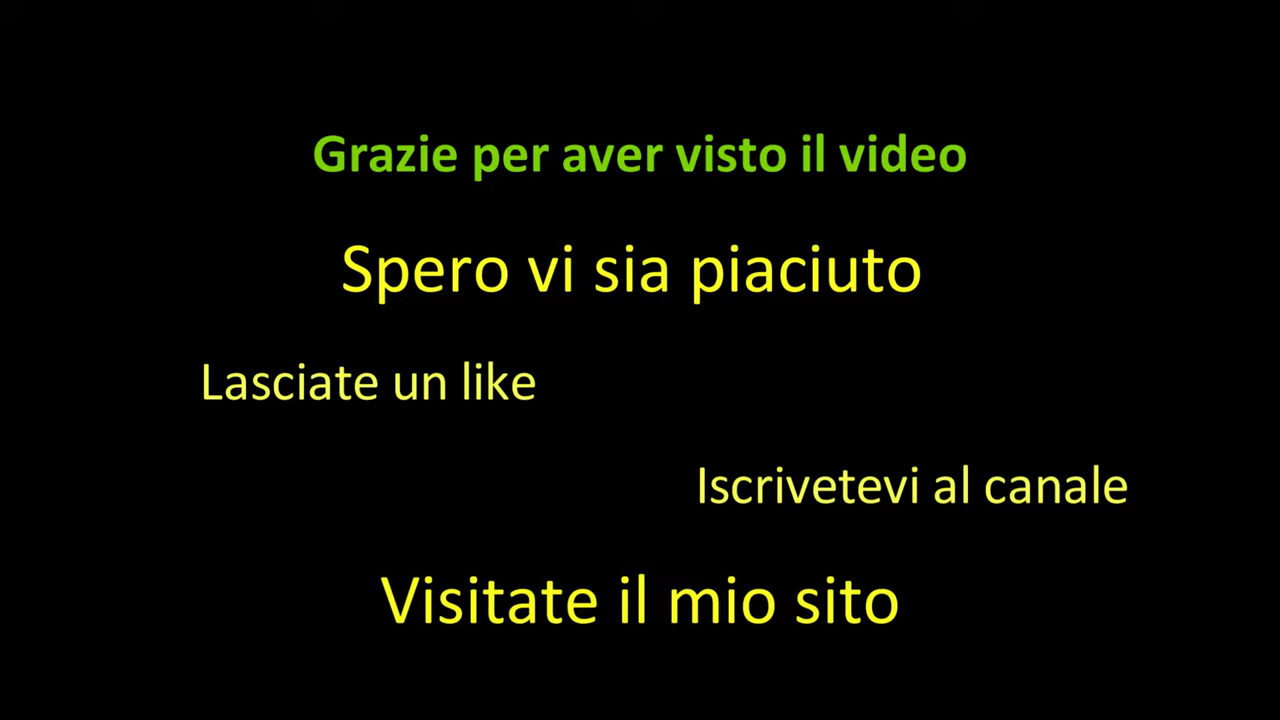 Grazie per aver visto il video
Spero vi sia piaciuto
Lasciate un like
Iscrivetevi al canale
Visitate il mio sito